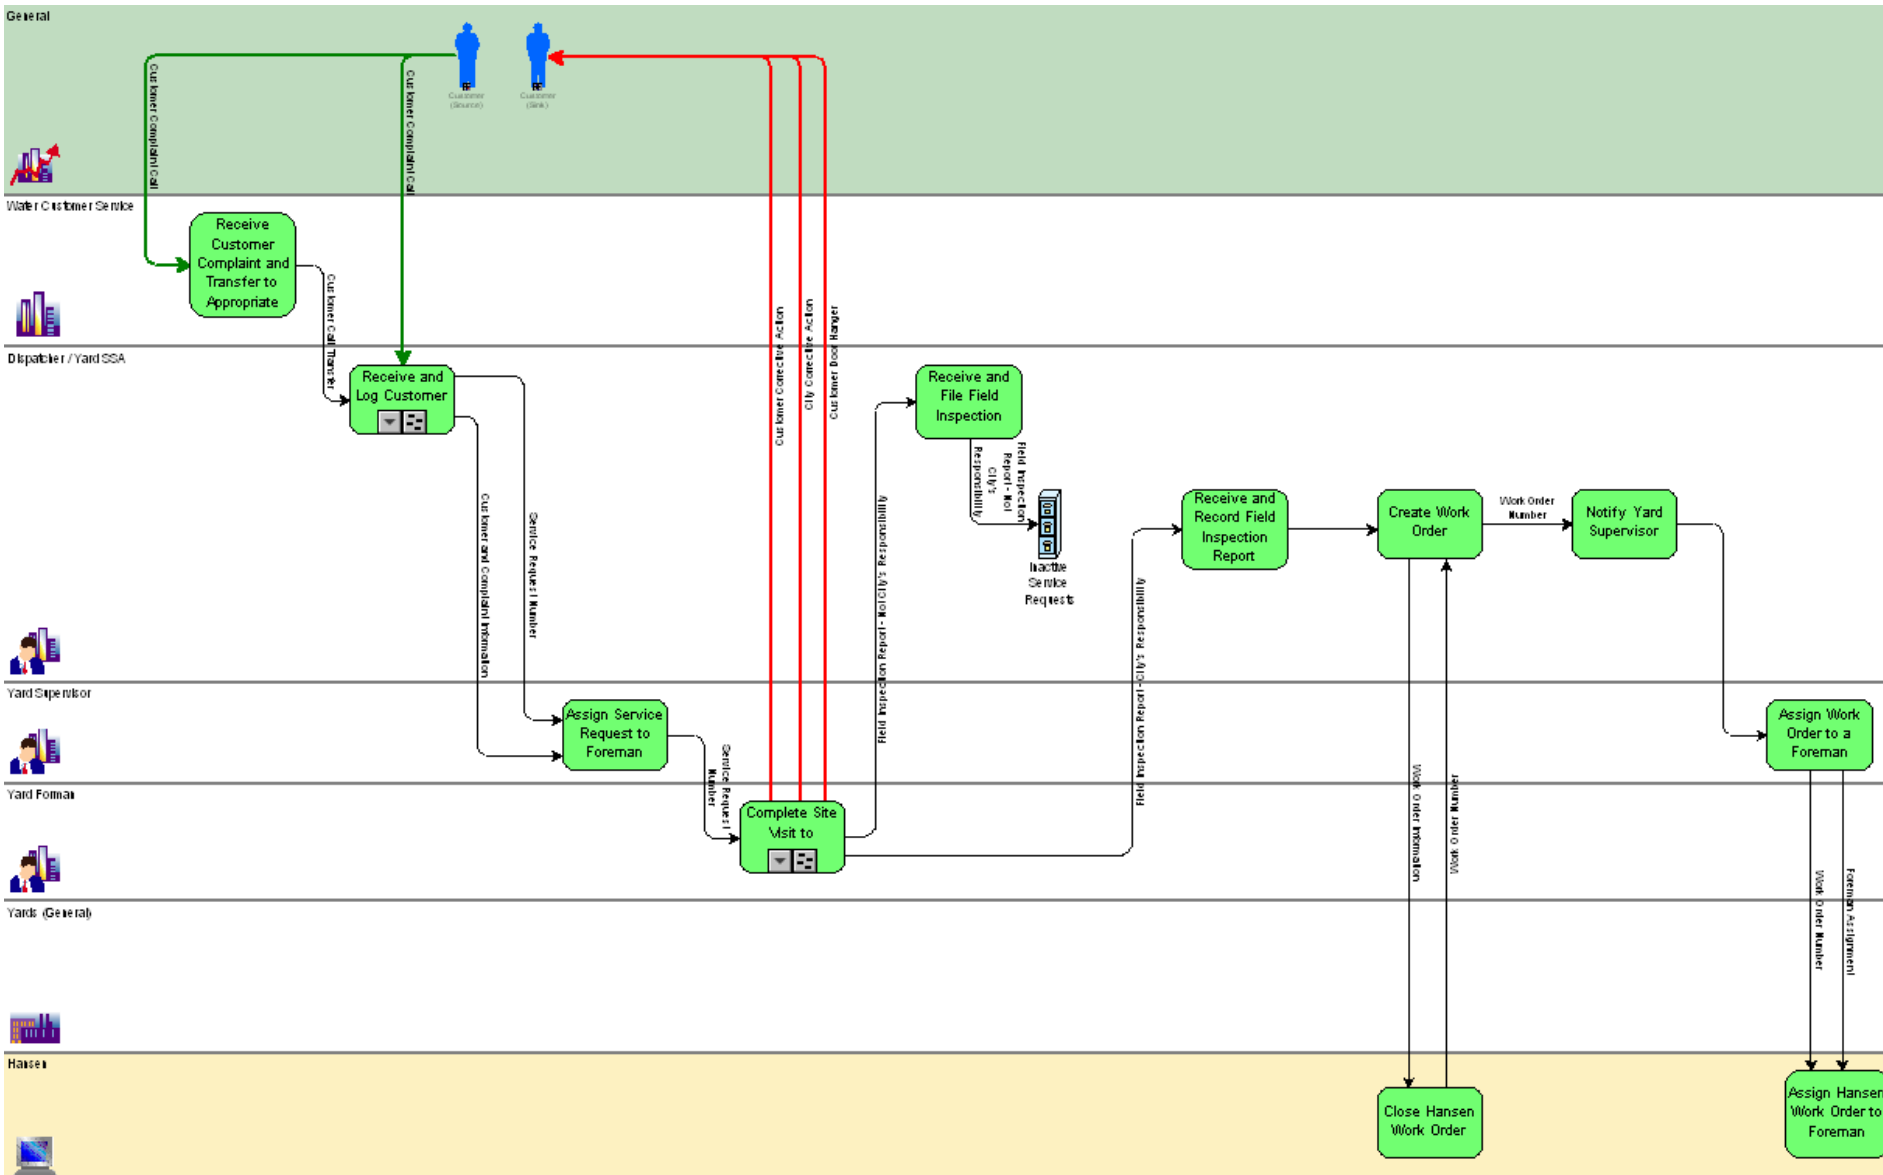 General
Customer
(Source)
Customer
(Sink)
Customer Complaint Call
Customer Complaint Call
Water Customer Service
Receive
Customer
Complaint and
Transfer to
Appropriate
Customer Call Transfer
Customer Corrective Action
City Corrective Action
Customer Door Hanger
Dispatcher / Yard SSA
Receive and
Log Customer
Service Request Number
Customer and Complaint Information
Receive and
File Field
Inspection
Field Inspection
Report - Not
City's
Responsibility
Inactive
Service
Requests
Field Inspection Report - Not City's Responsibility
Receive and
Record Field
Inspection
Report
Field Inspection Report - City's Responsibility
Create Work
Order
Work Order
Number
Notify Yard
Supervisor
Yard Supervisor
Assign Service
Request to
Foreman
Service Request
Number
Assign Work
Order to a
Foreman
Yard Forman
Complete Site
Visit to
Work Order Information
Work Order Number
Work Order Number
Foreman Assignment
Yards (General)
Hansen
Close Hansen
Work Order
Assign Hansen
Work Order to
Foreman